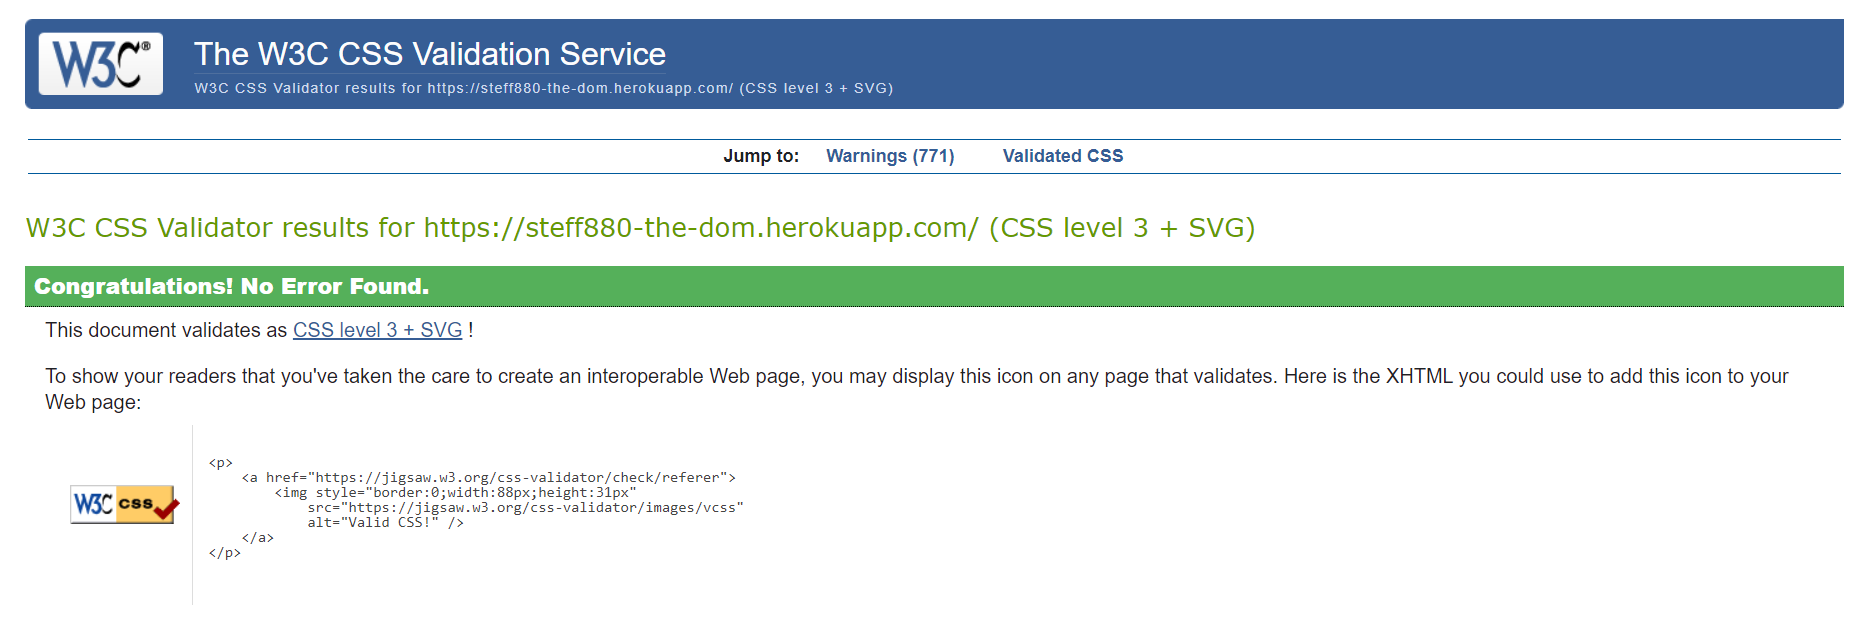 W3C®
The W3C CSS Validation Service
W3C CSS Validator results for https://steff880-the-dom.herokuapp.com/ (CSS level 3 + SVG)
Jump to: Warnings (771) Validated CSS
W3C CSS Validator results for https://steff880-the-dom.herokuapp.com/ (CSS level 3 + SVG)
Congratulations! No Error Found.
This document validates as CSS level 3 + SVG !
To show your readers that you've taken the care to create an interoperable Web page, you may display this icon on any page that validates. Here is the XHTML you could use to add this icon to your
Web page:
W3C css
<p>
<a href="https://jigsaw.w3.org/css-validator/check/referer">
<img style="border:0;width:88px;height:31px"
src="https://jigsaw.w3.org/css-validator/images/vcss"
alt="Valid CSS!" />
</a>
</p>